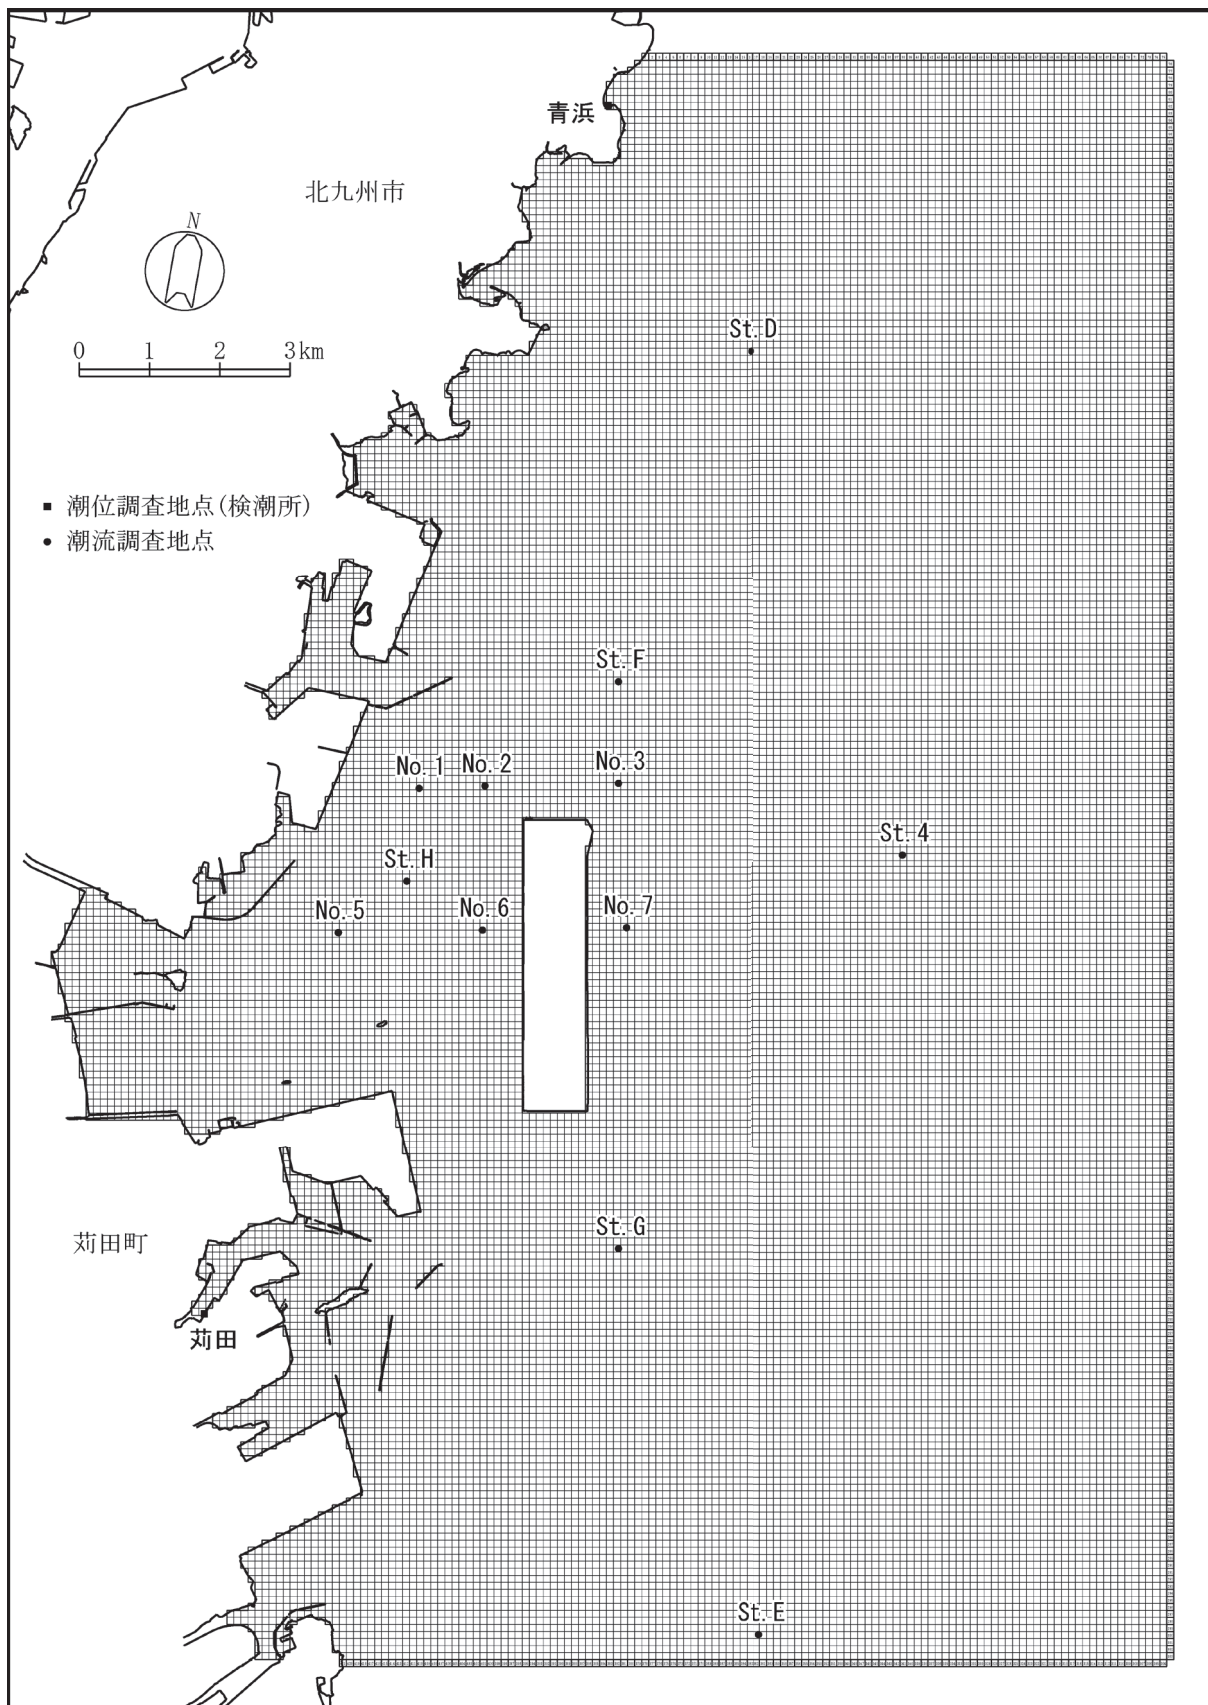 青浜
北九州市
N
0 1 2 3km
St. D
■ 潮位調査地点(検潮所)
● 潮流調査地点
St. F
No. 1
No. 2
No. 3
St. 4
St. H
No. 5
No. 6
No. 7
St. G
苅田町
苅田
St. E